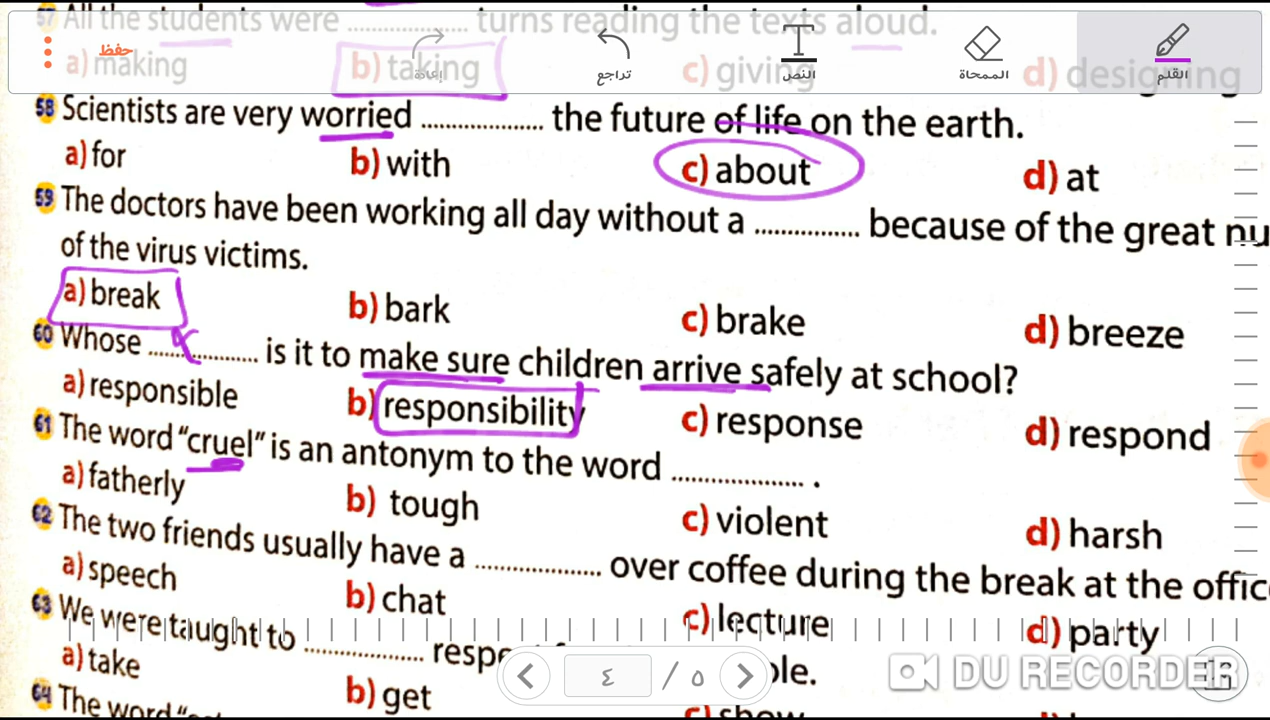 57 All the students were .................. turns reading the texts aloud.
a) making b) taking c) giving d) designing
حفظ إعادة تراجع النص الممحاة القلم
58 Scientists are very worried .................. the future of life on the earth.
a) for b) with c) about d) at
59 The doctors have been working all day without a ............... because of the great
of the virus victims.
a) break b) bark c) brake d) breeze
60 Whose ................ is it to make sure children arrive safely at school?
a) responsible b) responsibility c) response d) respond
61 The word "cruel" is an antonym to the word ................... .
a) fatherly b) tough c) violent d) harsh
62 The two friends usually have a .................. over coffee during the break at the
a) speech b) chat c) lecture d) party
63 We were taught to .................
a) take b) get c) show
64 The word
٤ / ٥
DU RECORDER